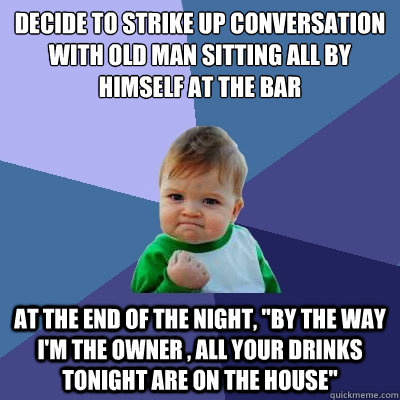 DECIDE TO STRIKE UP CONVERSATION
WITH OLD MAN SITTING ALL BY
HIMSELF AT THE BAR
AT THE END OF THE NIGHT, "BY THE WAY
I'M THE OWNER , ALL YOUR DRINKS
TONIGHT ARE ON THE HOUSE"
quickmeme.com